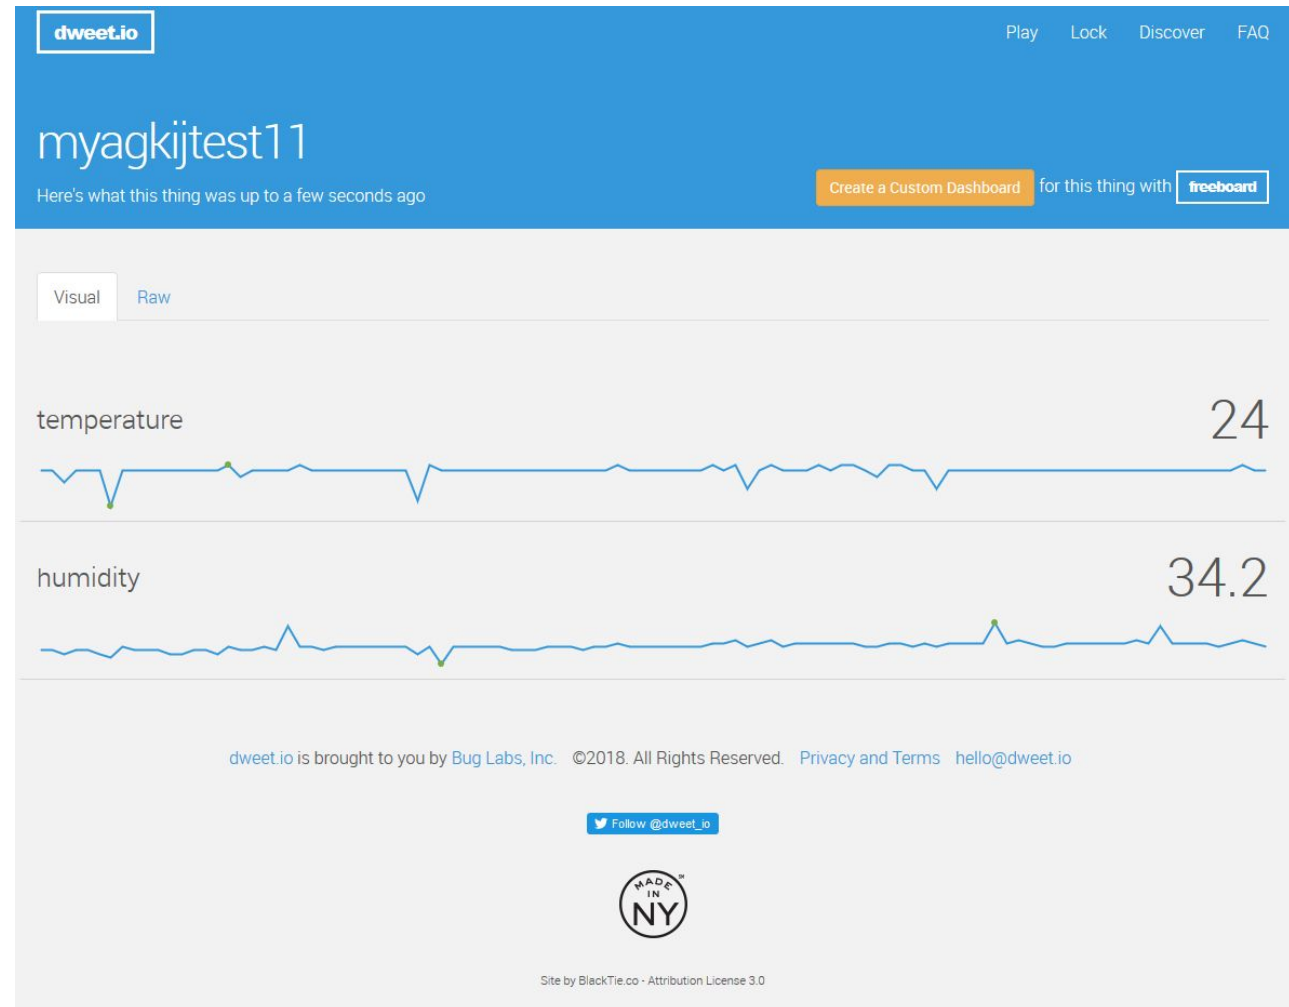 dweet.io
Play Lock Discover FAQ
myagkijtest11
Here's what this thing was up to a few seconds ago
Create a Custom Dashboard for this thing with freeboard
Visual Raw
temperature 24
humidity 34.2
dweet.io is brought to you by Bug Labs, Inc. ©2018. All Rights Reserved. Privacy and Terms hello@dweet.io
Follow @dweet_io
MADE
IN
NY
SM
Site by BlackTie.co - Attribution License 3.0